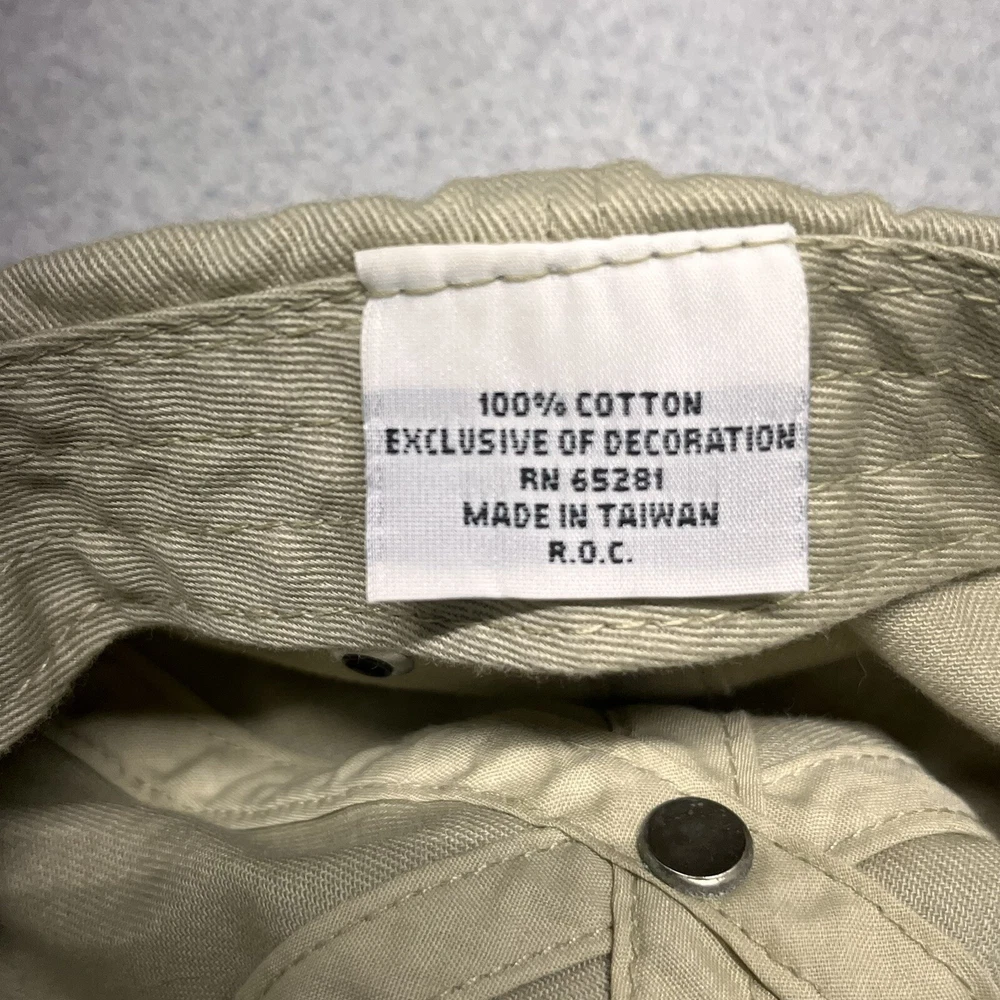 100% COTTON
EXCLUSIVE OF DECORATION
RN 65281
MADE IN TAIWAN
R.O.C.